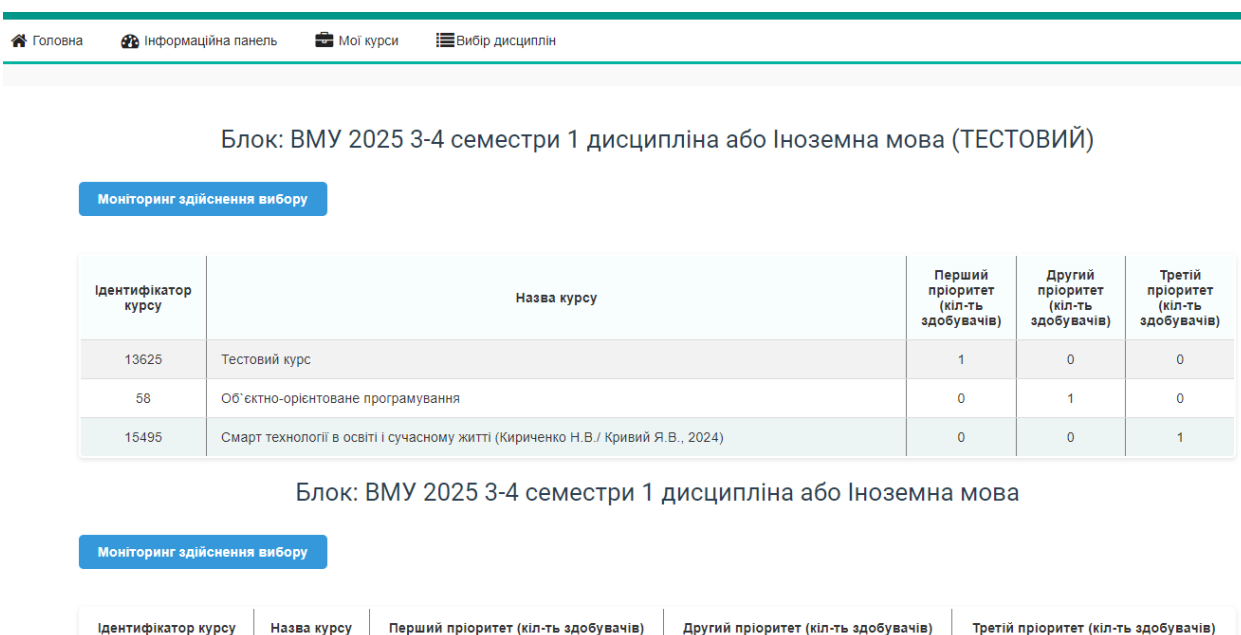 Головна Інформаційна панель Мої курси Вибір дисциплін
Блок: ВМУ 2025 3-4 семестри 1 дисципліна або Іноземна мова (ТЕСТОВИЙ)
Моніторинг здійснення вибору
Ідентифікатор курсу Назва курсу Перший пріоритет (кіл-ть здобувачів) Другий пріоритет (кіл-ть здобувачів) Третій пріоритет (кіл-ть здобувачів)
13625 Тестовий курс 1 0 0
58 Об`єктно-орієнтоване програмування 0 1 0
15495 Смарт технології в освіті і сучасному житті (Кириченко Н.В./ Кривий Я.В., 2024) 0 0 1
Блок: ВМУ 2025 3-4 семестри 1 дисципліна або Іноземна мова
Моніторинг здійснення вибору
Ідентифікатор курсу Назва курсу Перший пріоритет (кіл-ть здобувачів) Другий пріоритет (кіл-ть здобувачів) Третій пріоритет (кіл-ть здобувачів)